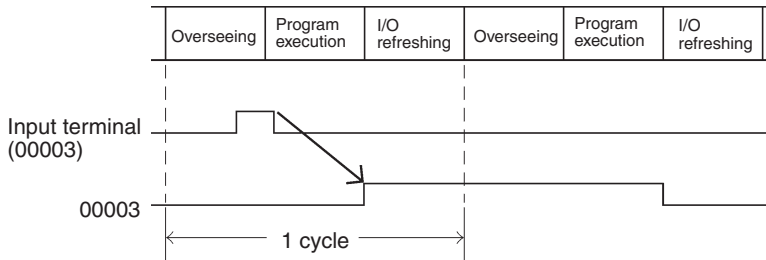 Overseeing
Program
execution
I/O
refreshing
Overseeing
Program
execution
I/O
refreshing
Input terminal
(00003)
00003
1 cycle